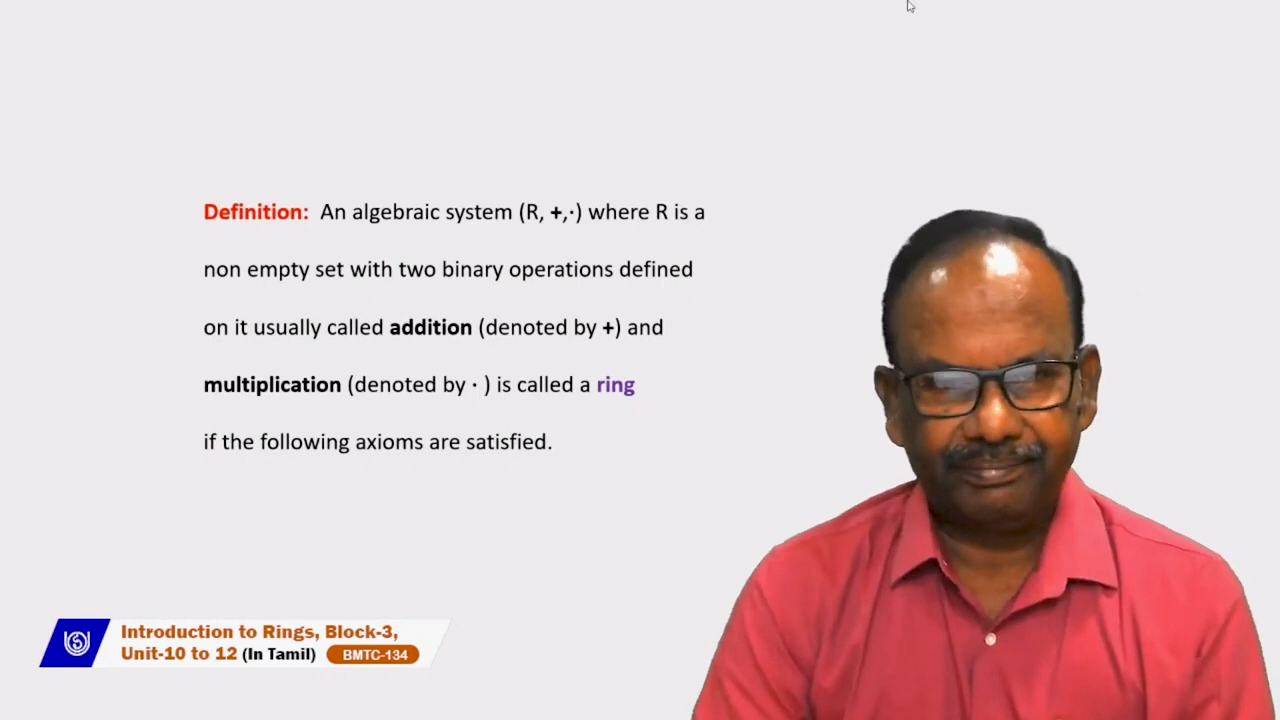 Definition: An algebraic system (R, +,·) where R is a
non empty set with two binary operations defined
on it usually called addition (denoted by +) and
multiplication (denoted by · ) is called a ring
if the following axioms are satisfied.
Introduction to Rings, Block-3,
Unit-10 to 12 (In Tamil) BMTC-134